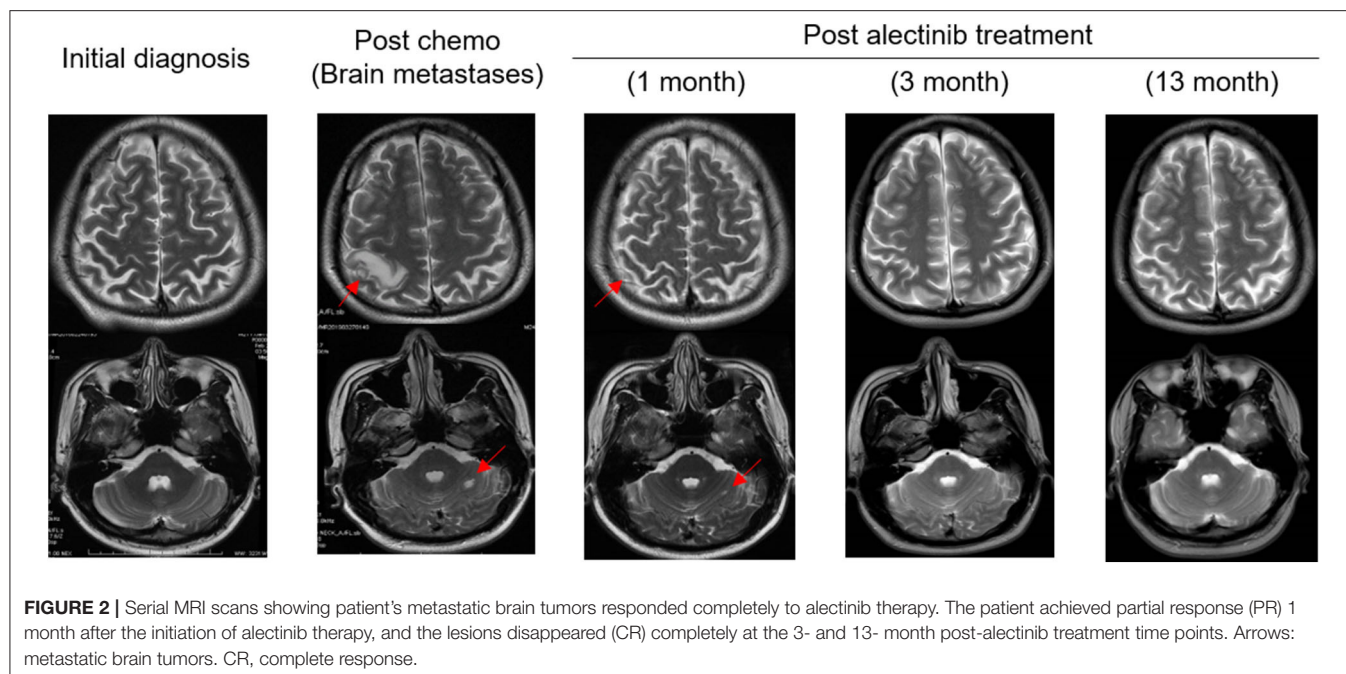 Initial diagnosis
Post chemo
(Brain metastases)
Post alectinib treatment
(1 month)
(3 month)
(13 month)
FIGURE 2 | Serial MRI scans showing patient's metastatic brain tumors responded completely to alectinib therapy. The patient achieved partial response (PR) 1
month after the initiation of alectinib therapy, and the lesions disappeared (CR) completely at the 3- and 13- month post-alectinib treatment time points. Arrows:
metastatic brain tumors. CR, complete response.